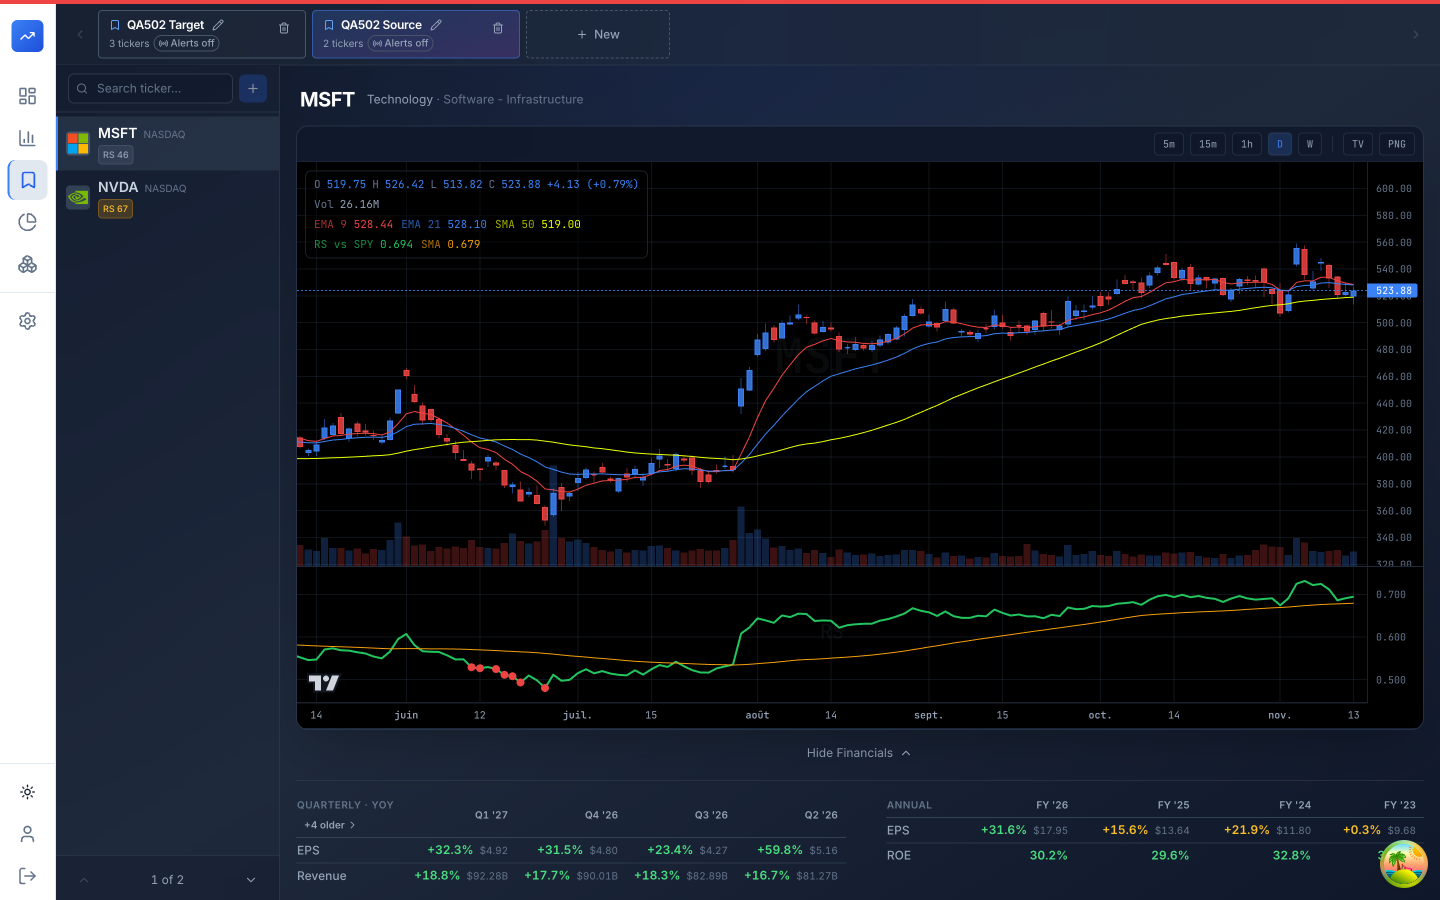 QA502 Target
3 tickers Alerts off
QA502 Source
2 tickers Alerts off
+ New
Search ticker...
+
MSFT NASDAQ
RS 46
NVDA NASDAQ
RS 67
1 of 2
MSFT Technology · Software - Infrastructure
5m 15m 1h D W TV PNG
O 519.75 H 526.42 L 513.82 C 523.88 +4.13 (+0.79%)
Vol 26.16M
EMA 9 528.44 EMA 21 528.10 SMA 50 519.00
RS vs SPY 0.694 SMA 0.679
MSFT
600.00
580.00
560.00
540.00
523.88
520.00
500.00
480.00
460.00
440.00
420.00
400.00
380.00
360.00
340.00
320.00
RS
0.700
0.600
0.500
14 juin 12 juil. 15 août 14 sept. 15 oct. 14 nov. 13
Hide Financials
QUARTERLY · YOY Q1 '27 Q4 '26 Q3 '26 Q2 '26
+4 older >
EPS +32.3% $4.92 +31.5% $4.80 +23.4% $4.27 +59.8% $5.16
Revenue +18.8% $92.28B +17.7% $90.01B +18.3% $82.89B +16.7% $81.27B
ANNUAL FY '26 FY '25 FY '24 FY '23
EPS +31.6% $17.95 +15.6% $13.64 +21.9% $11.80 +0.3% $9.68
ROE 30.2% 29.6% 32.8%